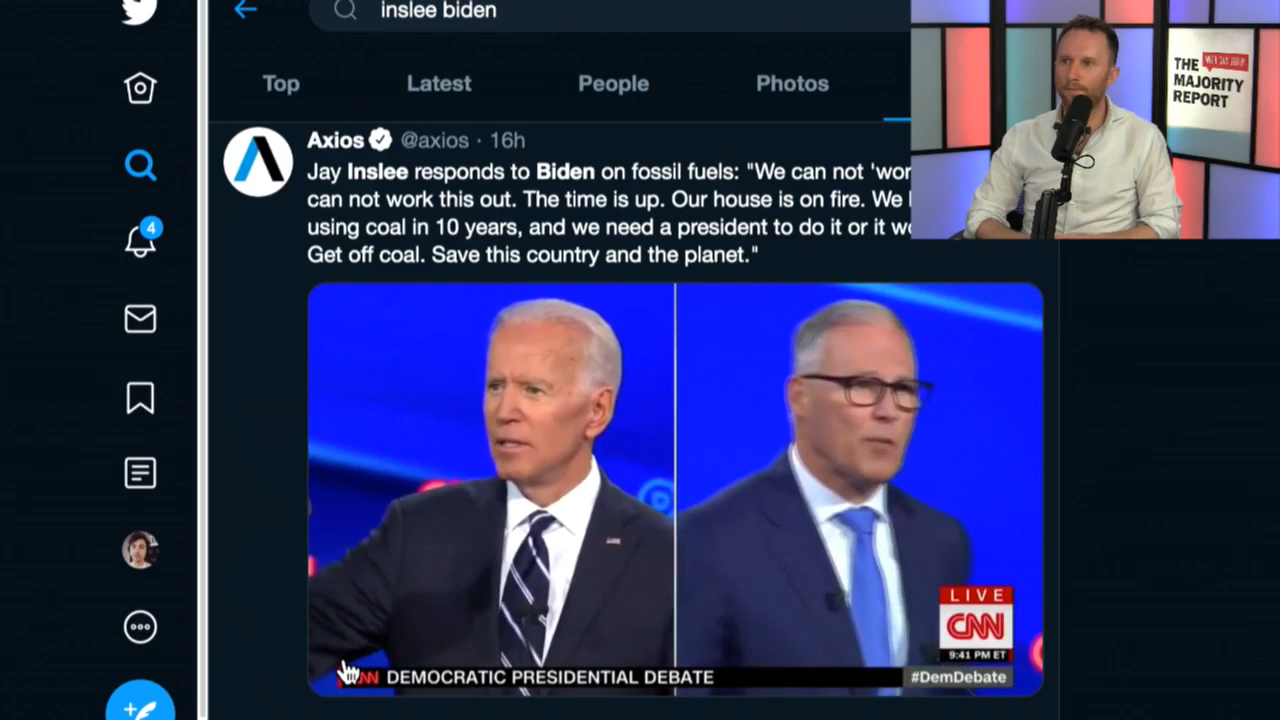 inslee biden
Top Latest People Photos
Axios @axios · 16h
Jay Inslee responds to Biden on fossil fuels: "We can not
can not work this out. The time is up. Our house is on fire. We
using coal in 10 years, and we need a president to do it or it
Get off coal. Save this country and the planet."
4
THE
MAJORITY
REPORT
LIVE
CNN
9:41 PM ET
DEMOCRATIC PRESIDENTIAL DEBATE
#DemDebate